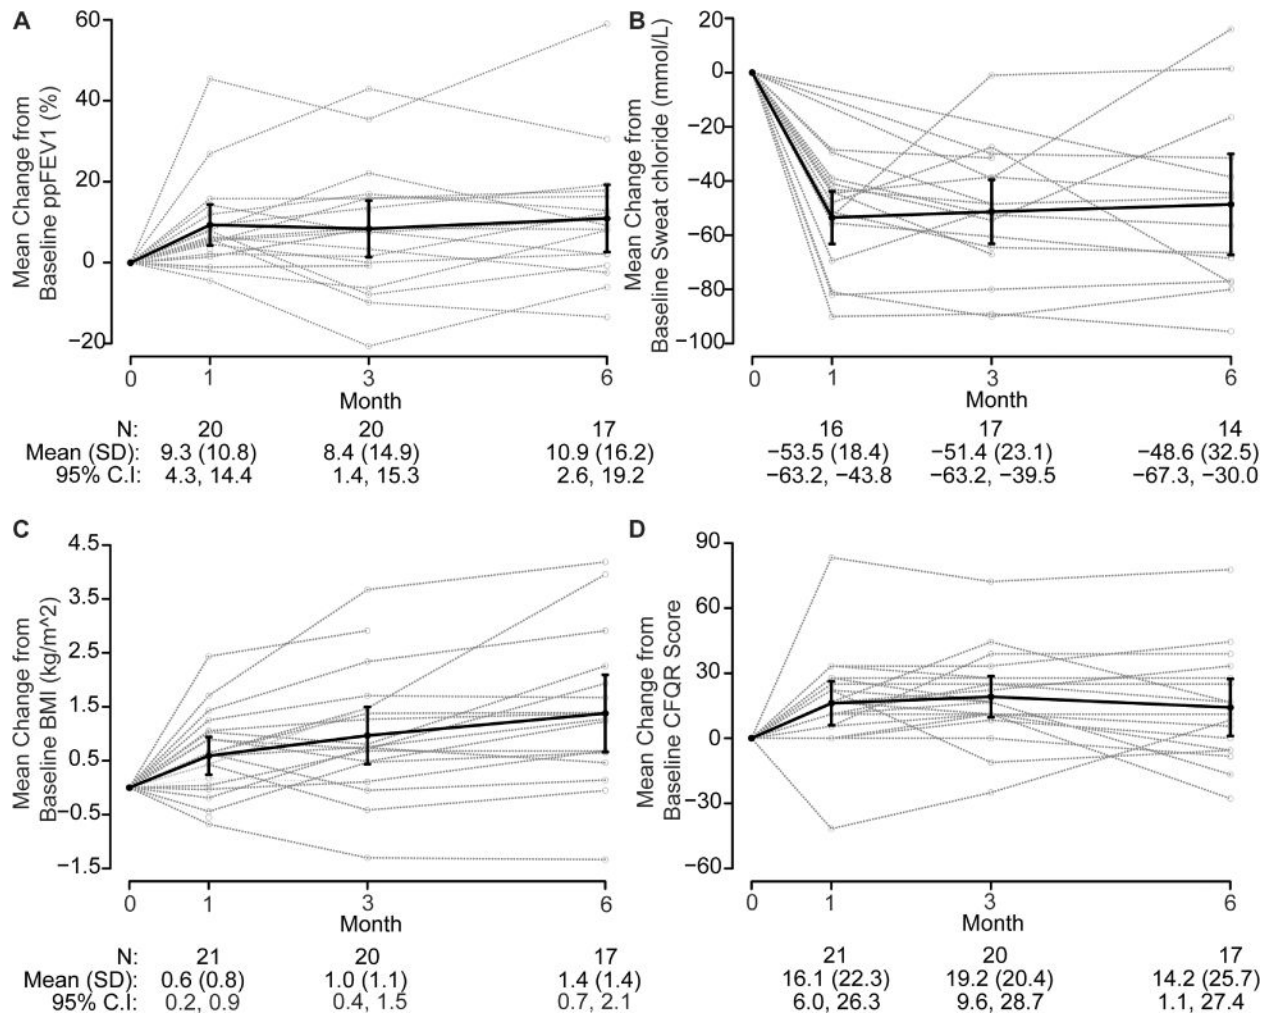 A
60
40
20
0
−20
Mean Change from
Baseline ppFEV1 (%)
0 1 3 6
Month
N: 20 20 17
Mean (SD): 9.3 (10.8) 8.4 (14.9) 10.9 (16.2)
95% C.I: 4.3, 14.4 1.4, 15.3 2.6, 19.2
B
20
0
−20
−40
−60
−80
−100
Mean Change from
Baseline Sweat chloride (mmol/L)
0 1 3 6
Month
16 17 14
−53.5 (18.4) −51.4 (23.1) −48.6 (32.5)
−63.2, −43.8 −63.2, −39.5 −67.3, −30.0
C
4.5
3.5
2.5
1.5
0.5
−0.5
−1.5
Mean Change from
Baseline BMI (kg/m^2)
0 1 3 6
Month
N: 21 20 17
Mean (SD): 0.6 (0.8) 1.0 (1.1) 1.4 (1.4)
95% C.I: 0.2, 0.9 0.4, 1.5 0.7, 2.1
D
90
60
30
0
−30
−60
Mean Change from
Baseline CFQR Score
0 1 3 6
Month
21 20 17
16.1 (22.3) 19.2 (20.4) 14.2 (25.7)
6.0, 26.3 9.6, 28.7 1.1, 27.4